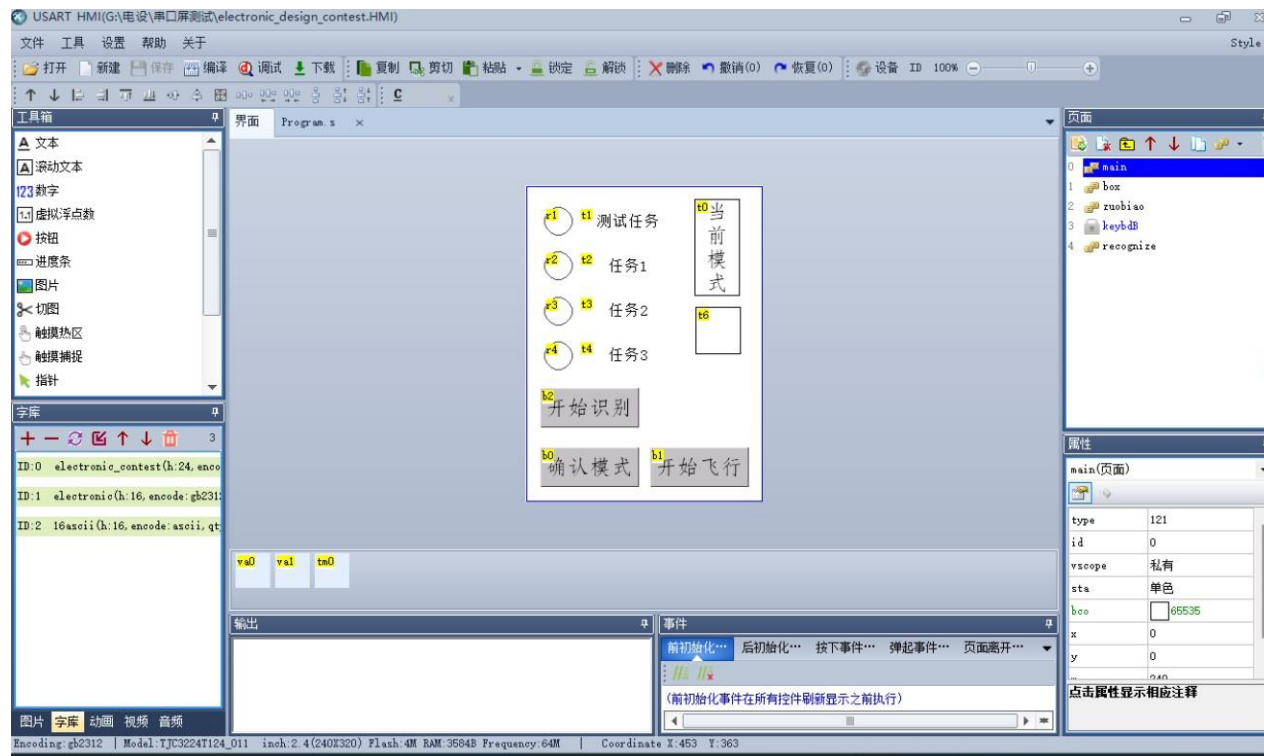 USART HMI(G:\电设\串口屏测试\electronic_design_contest.HMI)
文件 工具 设置 帮助 关于 Style
打开 新建 保存 编译 调试 下载 复制 剪切 粘贴 锁定 解锁 删除 撤销(0) 恢复(0) 设备 ID 100%
工具箱
文本
滚动文本
数字
虚拟浮点数
按钮
进度条
图片
切图
触摸热区
触摸捕捉
指针
字库
3
ID:0 electronic_contest(h:24, enco
ID:1 electronic(h:16, encode:gb231
ID:2 16ascii(h:16, encode:ascii, qt
图片 字库 动画 视频 音频
界面 Program.s
r1 t1 测试任务
r2 t2 任务1
r3 t3 任务2
r4 t4 任务3
t0 当前模式
t6
b2 开始识别
b0 确认模式 b1 开始飞行
va0 va1 tm0
输出
事件
前初始化… 后初始化… 按下事件… 弹起事件… 页面离开…
(前初始化事件在所有控件刷新显示之前执行)
页面
0 main
1 box
2 zuobiao
3 keybdB
4 recognize
属性
main(页面)
type 121
id 0
vscope 私有
sta 单色
bco 65535
x 0
y 0
点击属性显示相应注释
Encoding:gb2312 | Model:TJC3224T124_011 inch:2.4(240X320) Flash:4M RAM:3584B Frequency:64M | Coordinate X:453 Y:363